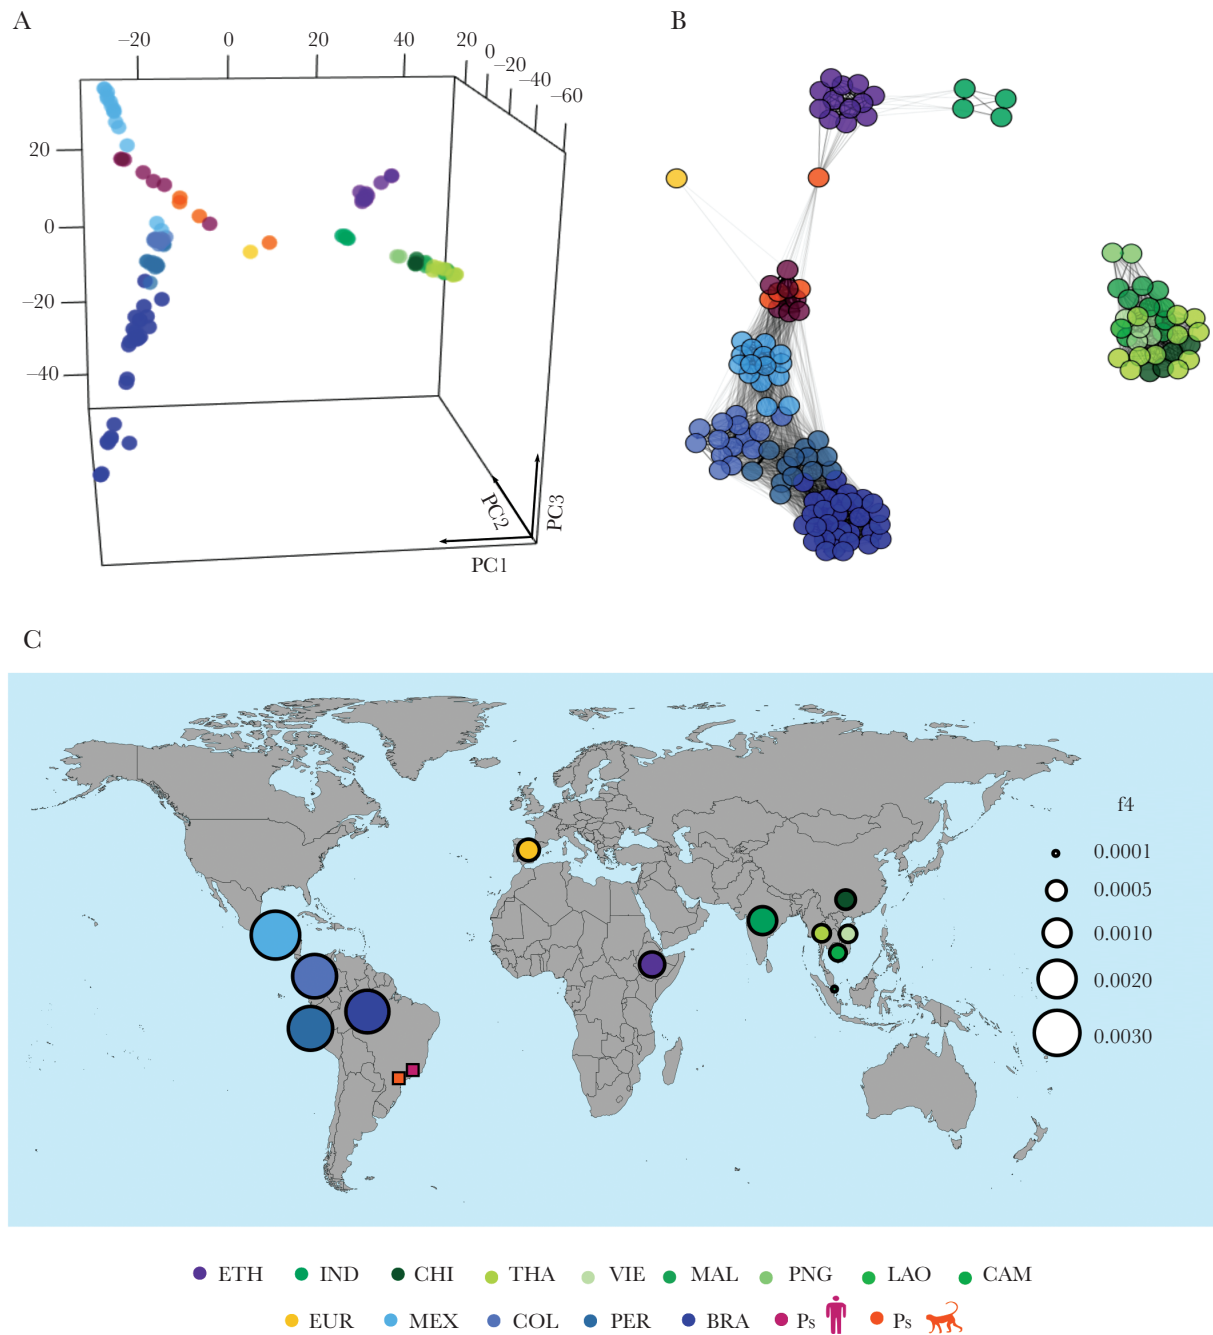 A
B
−20 0 20 40 20 0 −20 −40 −60
20
0
−20
−40
PC2
PC3
PC1
C
f4
0.0001
0.0005
0.0010
0.0020
0.0030
ETH IND CHI THA VIE MAL PNG LAO CAM
EUR MEX COL PER BRA Ps Ps